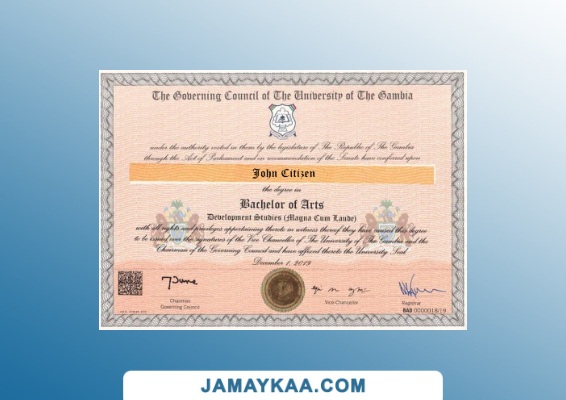 The Governing Council of The University of The Gambia
under the authority vested in them by the legislature of The Republic of The Gambia
through the Act of Parliament and on recommendation of the Senate have conferred upon
John Citizen
the degree in
Bachelor of Arts
Development Studies (Magna Cum Laude)
with all rights and privileges appertaining thereto in witness thereof they have caused this degree
to be issued over the signatures of the Vice Chancellor of The University of The Gambia and the
Chairman of the Governing Council and have affixed thereto the University Seal
December 1, 2019
Chairman
Governing Council
Vice-Chancellor
Registrar
JAMAYKAA.COM